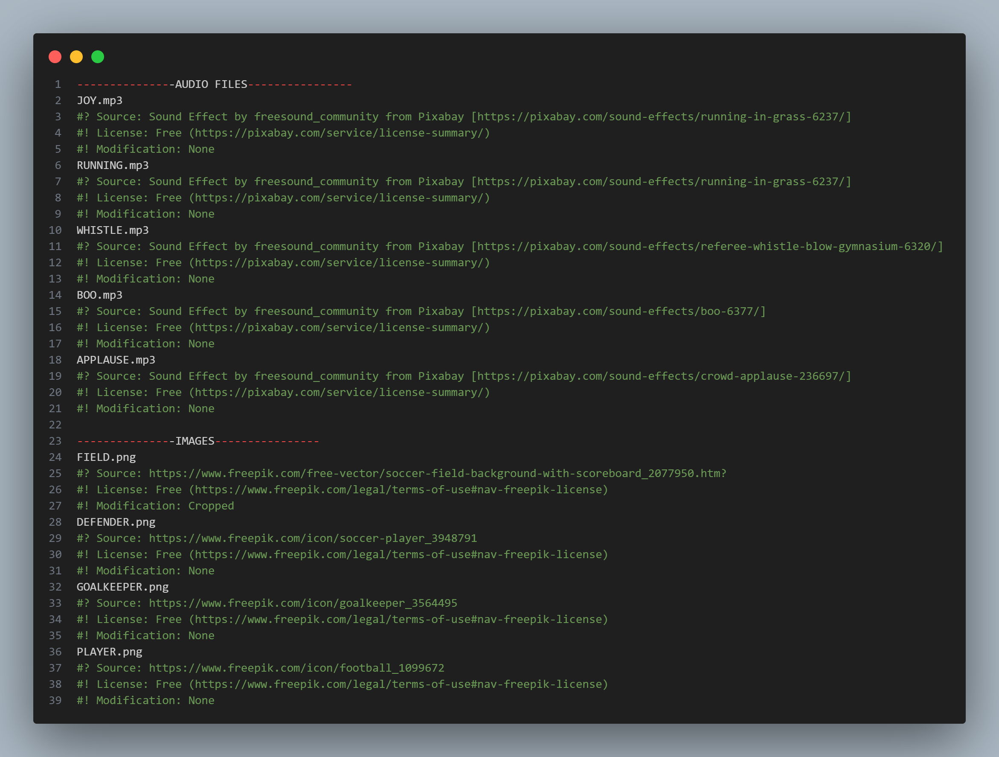 1 ----------------AUDIO FILES----------------
2 JOY.mp3
3 #? Source: Sound Effect by freesound_community from Pixabay [https://pixabay.com/sound-effects/running-in-grass-6237/]
4 #! License: Free (https://pixabay.com/service/license-summary/)
5 #! Modification: None
6 RUNNING.mp3
7 #? Source: Sound Effect by freesound_community from Pixabay [https://pixabay.com/sound-effects/running-in-grass-6237/]
8 #! License: Free (https://pixabay.com/service/license-summary/)
9 #! Modification: None
10 WHISTLE.mp3
11 #? Source: Sound Effect by freesound_community from Pixabay [https://pixabay.com/sound-effects/referee-whistle-blow-gymnasium-6320/]
12 #! License: Free (https://pixabay.com/service/license-summary/)
13 #! Modification: None
14 BOO.mp3
15 #? Source: Sound Effect by freesound_community from Pixabay [https://pixabay.com/sound-effects/boo-6377/]
16 #! License: Free (https://pixabay.com/service/license-summary/)
17 #! Modification: None
18 APPLAUSE.mp3
19 #? Source: Sound Effect by freesound_community from Pixabay [https://pixabay.com/sound-effects/crowd-applause-236697/]
20 #! License: Free (https://pixabay.com/service/license-summary/)
21 #! Modification: None
22
23 ----------------IMAGES----------------
24 FIELD.png
25 #? Source: https://www.freepik.com/free-vector/soccer-field-background-with-scoreboard_2077950.htm?
26 #! License: Free (https://www.freepik.com/legal/terms-of-use#nav-freepik-license)
27 #! Modification: Cropped
28 DEFENDER.png
29 #? Source: https://www.freepik.com/icon/soccer-player_3948791
30 #! License: Free (https://www.freepik.com/legal/terms-of-use#nav-freepik-license)
31 #! Modification: None
32 GOALKEEPER.png
33 #? Source: https://www.freepik.com/icon/goalkeeper_3564495
34 #! License: Free (https://www.freepik.com/legal/terms-of-use#nav-freepik-license)
35 #! Modification: None
36 PLAYER.png
37 #? Source: https://www.freepik.com/icon/football_1099672
38 #! License: Free (https://www.freepik.com/legal/terms-of-use#nav-freepik-license)
39 #! Modification: None